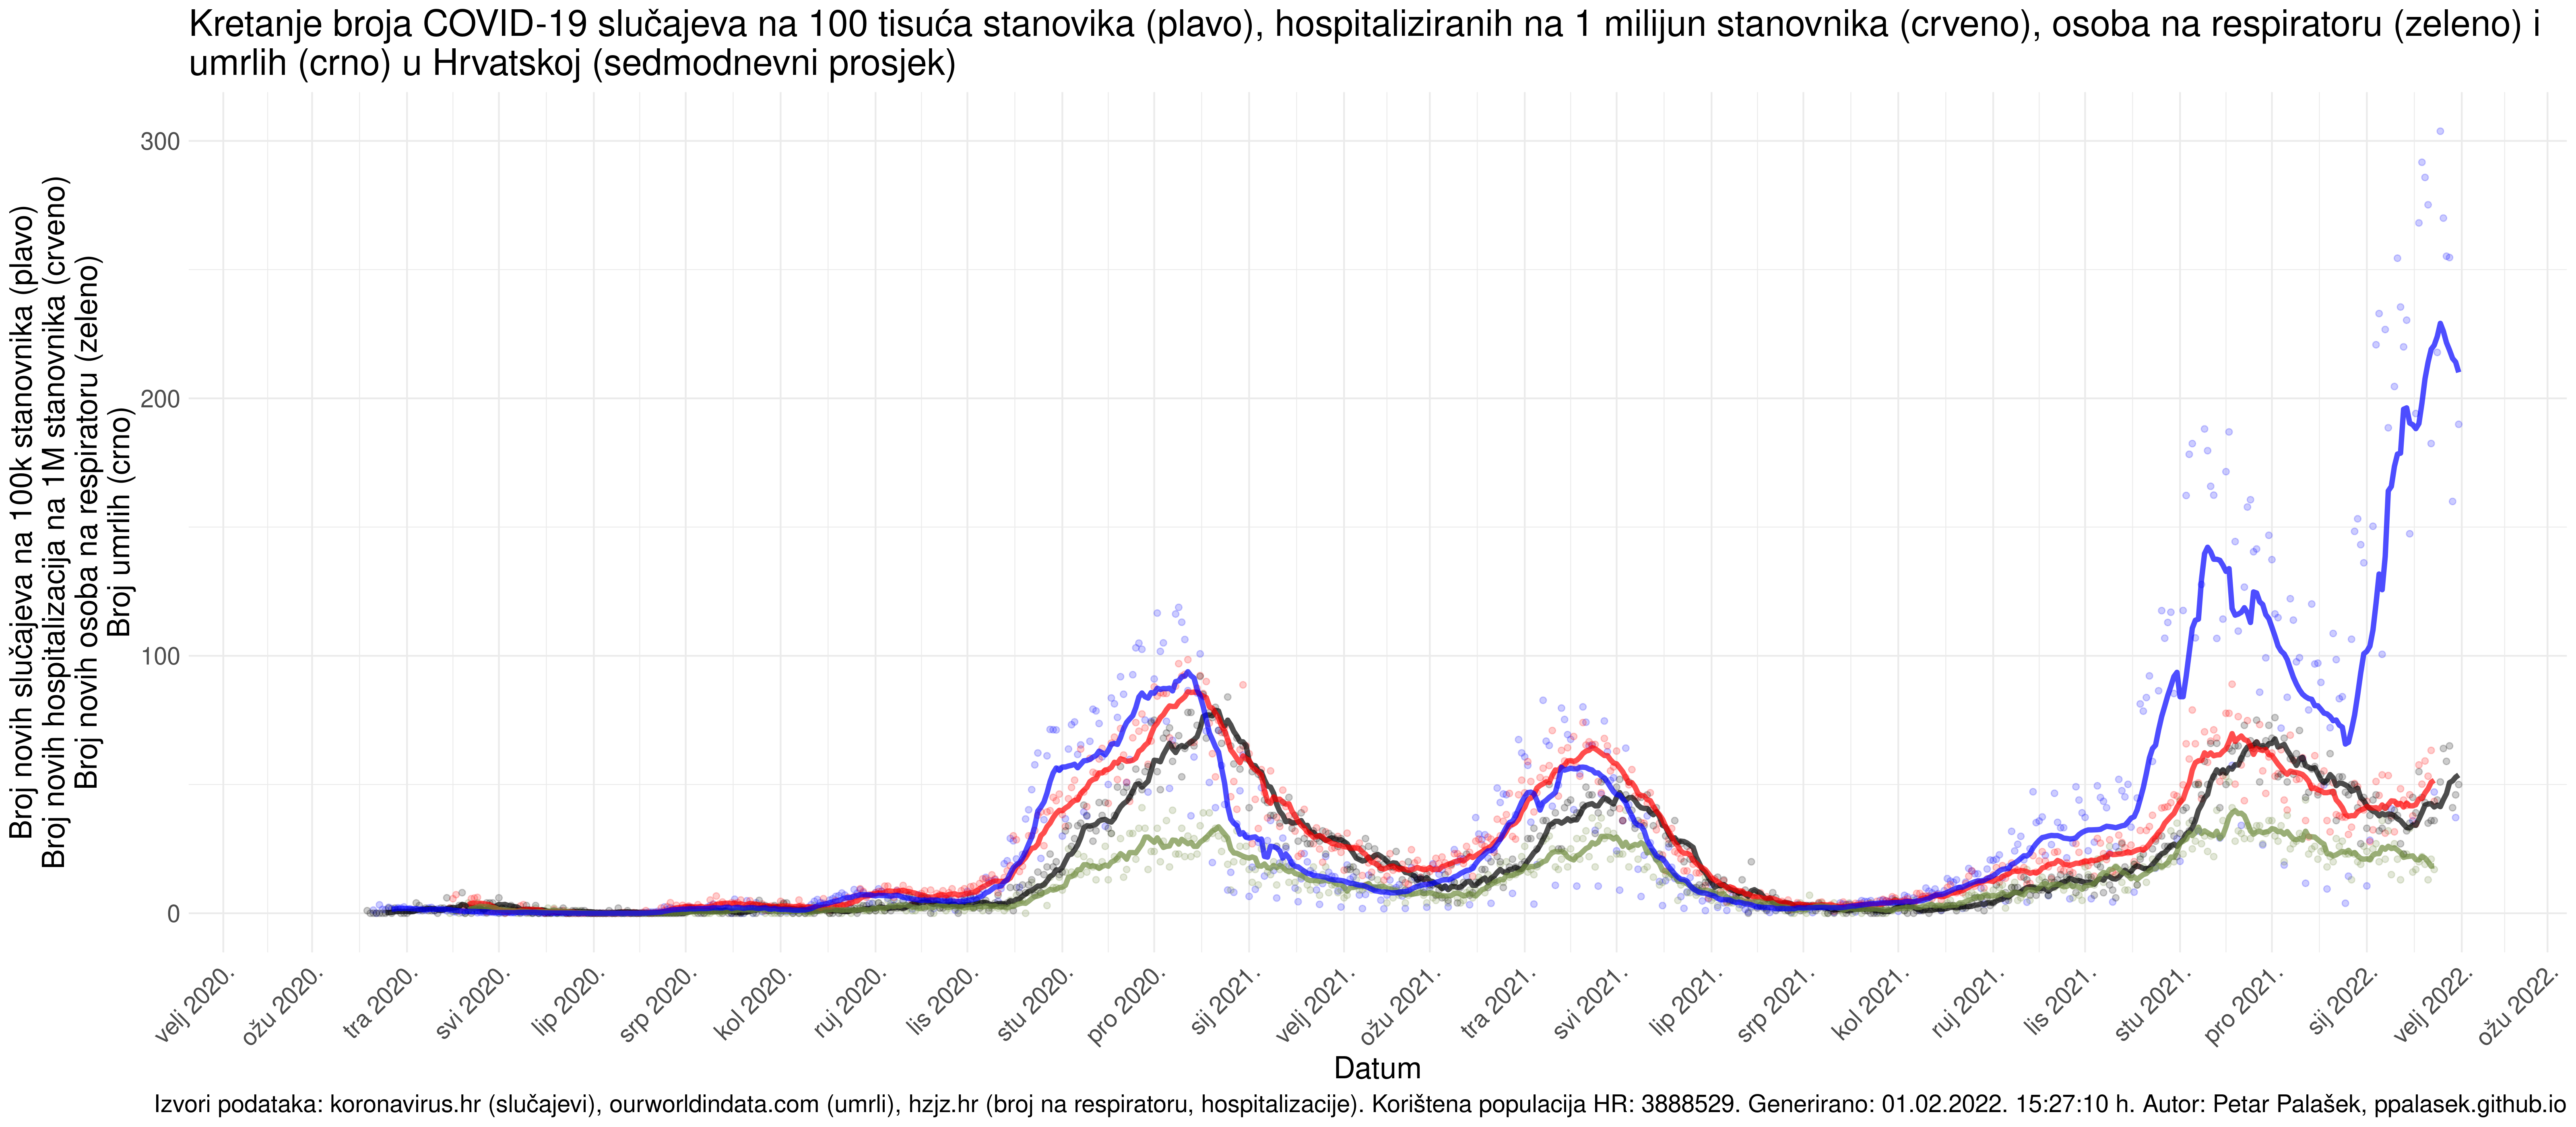 Kretanje broja COVID-19 slučajeva na 100 tisuća stanovika (plavo), hospitaliziranih na 1 milijun stanovnika (crveno), osoba na respiratoru (zeleno) i
umrlih (crno) u Hrvatskoj (sedmodnevni prosjek)
Broj novih slučajeva na 100k stanovnika (plavo)
Broj novih hospitalizacija na 1M stanovnika (crveno)
Broj novih osoba na respiratoru (zeleno)
Broj umrlih (crno)
300
200
100
0
velj 2020.
ožu 2020.
tra 2020.
svi 2020.
lip 2020.
srp 2020.
kol 2020.
ruj 2020.
lis 2020.
stu 2020.
pro 2020.
sij 2021.
velj 2021.
ožu 2021.
tra 2021.
svi 2021.
lip 2021.
srp 2021.
kol 2021.
ruj 2021.
lis 2021.
stu 2021.
pro 2021.
sij 2022.
velj 2022.
ožu 2022.
Datum
Izvori podataka: koronavirus.hr (slučajevi), ourworldindata.com (umrli), hzjz.hr (broj na respiratoru, hospitalizacije). Korištena populacija HR: 3888529. Generirano: 01.02.2022. 15:27:10 h. Autor: Petar Palašek, ppalasek.github.io